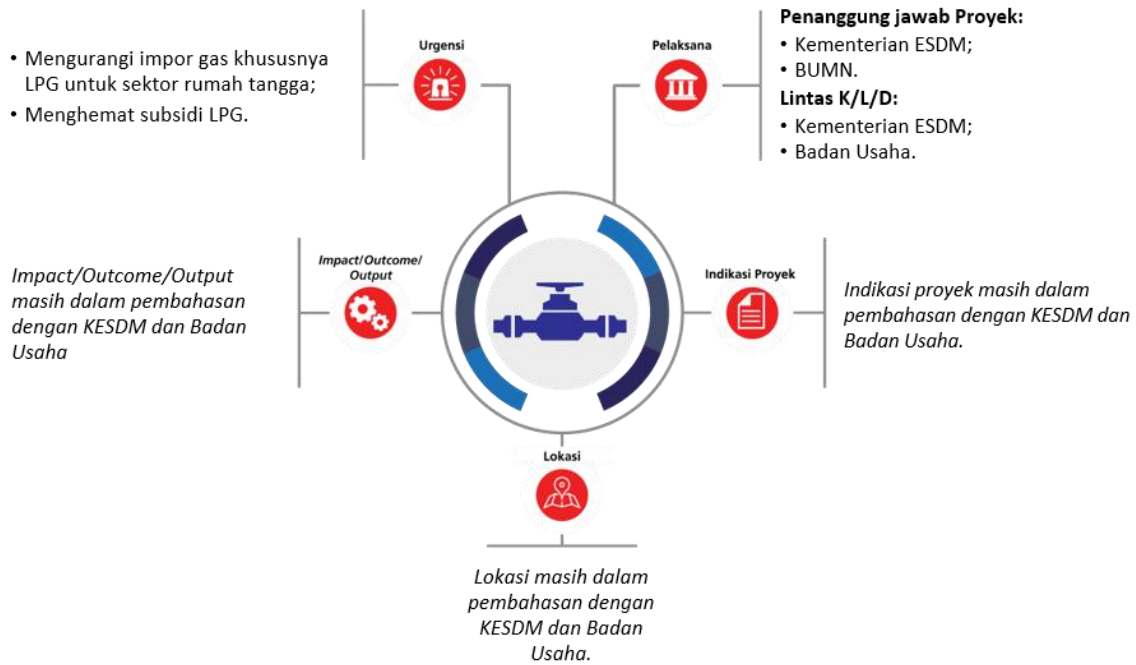 Urgensi
• Mengurangi impor gas khususnya
LPG untuk sektor rumah tangga;
• Menghemat subsidi LPG.
Pelaksana
Penanggung jawab Proyek:
• Kementerian ESDM;
• BUMN.
Lintas K/L/D:
• Kementerian ESDM;
• Badan Usaha.
Impact/Outcome/
Output
Impact/Outcome/Output
masih dalam pembahasan
dengan KESDM dan Badan
Usaha
Indikasi Proyek
Indikasi proyek masih dalam
pembahasan dengan KESDM dan
Badan Usaha.
Lokasi
Lokasi masih dalam
pembahasan dengan
KESDM dan Badan
Usaha.